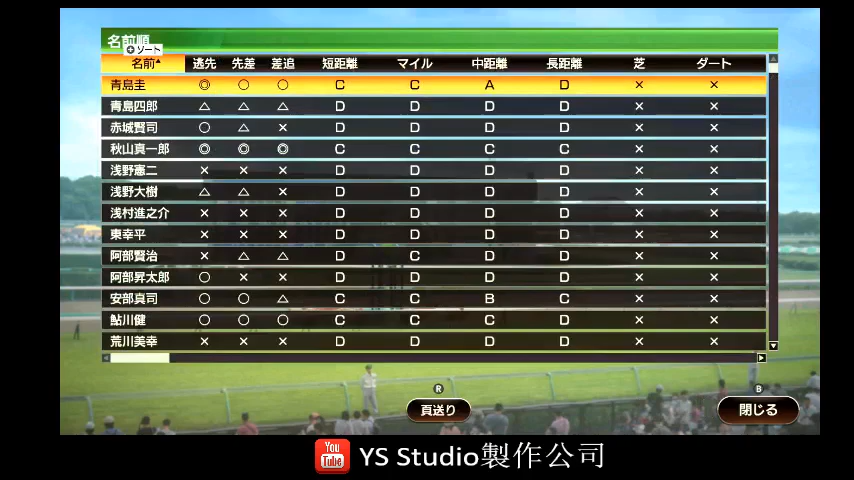 名前順
ソート
名前▲ 逃先 先差 差追 短距離 マイル 中距離 長距離 芝 ダート
青島圭 ◎ ○ ○ C C A D × ×
青島四郎 △ △ △ D D D D × ×
赤城賢司 ○ △ × D D D D × ×
秋山真一郎 ◎ ◎ ◎ C C C C × ×
浅野憲二 × × × D D D D × ×
浅野大樹 △ △ × D D D D × ×
浅村進之介 × × × D D D D × ×
東幸平 × × × D D D D × ×
阿部賢治 × △ △ D C D D × ×
阿部昇太郎 ○ × × D D D D × ×
安部真司 ○ ○ △ C C B C × ×
鮎川健 ○ ○ ○ C C C D × ×
荒川美幸 × × × D D D D × ×
R
頁送り
B
閉じる
You Tube YS Studio製作公司